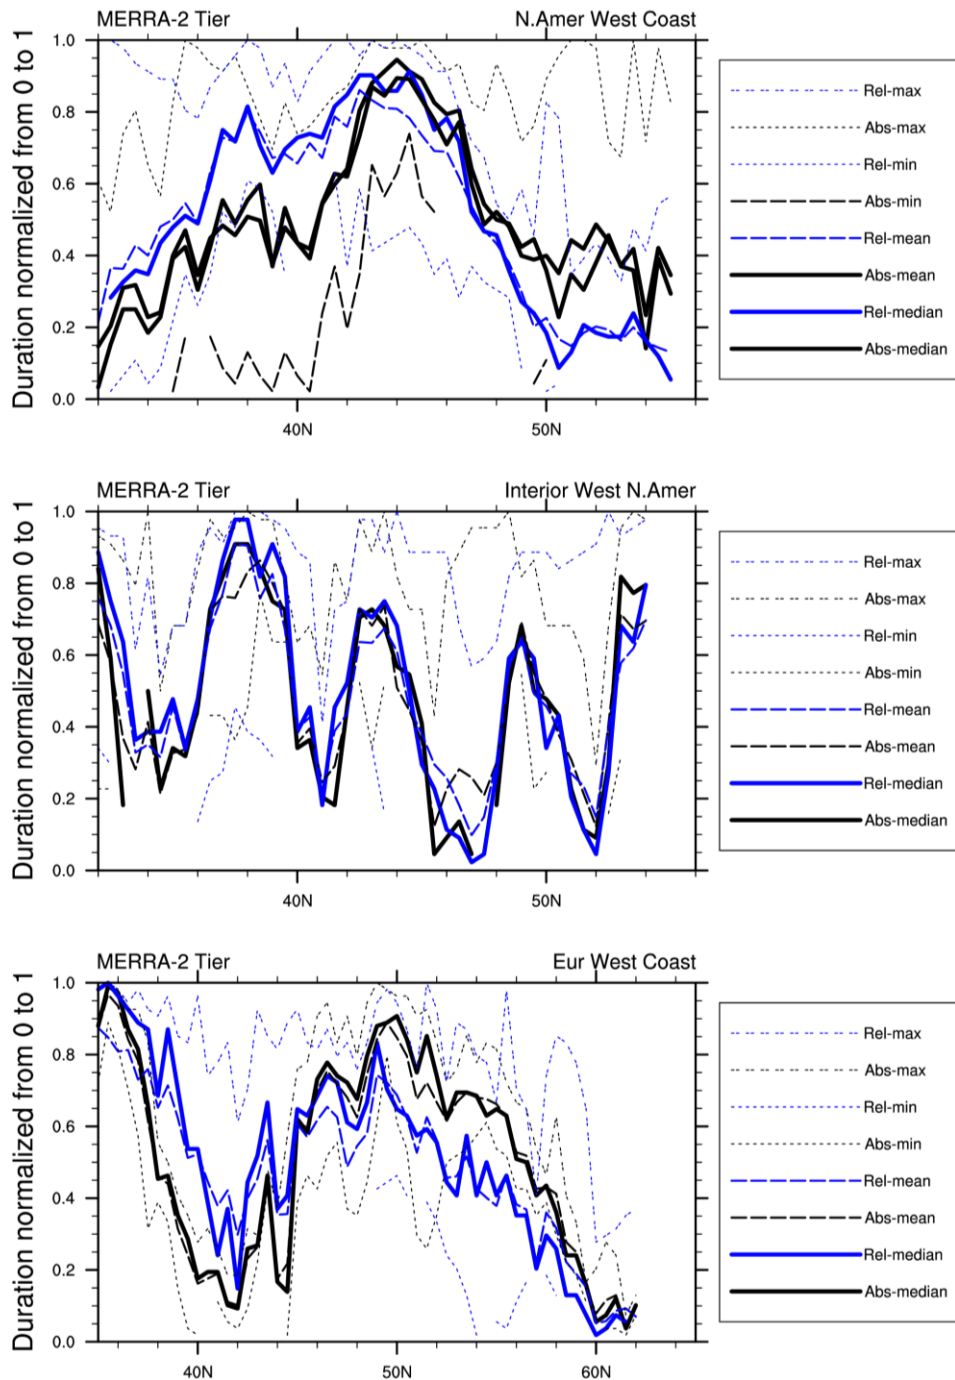 MERRA-2 Tier N.Amer West Coast
Duration normalized from 0 to 1
1.0
0.8
0.6
0.4
0.2
0.0
40N 50N
Rel-max
Abs-max
Rel-min
Abs-min
Rel-mean
Abs-mean
Rel-median
Abs-median
MERRA-2 Tier Interior West N.Amer
Duration normalized from 0 to 1
1.0
0.8
0.6
0.4
0.2
0.0
40N 50N
Rel-max
Abs-max
Rel-min
Abs-min
Rel-mean
Abs-mean
Rel-median
Abs-median
MERRA-2 Tier Eur West Coast
Duration normalized from 0 to 1
1.0
0.8
0.6
0.4
0.2
0.0
40N 50N 60N
Rel-max
Abs-max
Rel-min
Abs-min
Rel-mean
Abs-mean
Rel-median
Abs-median